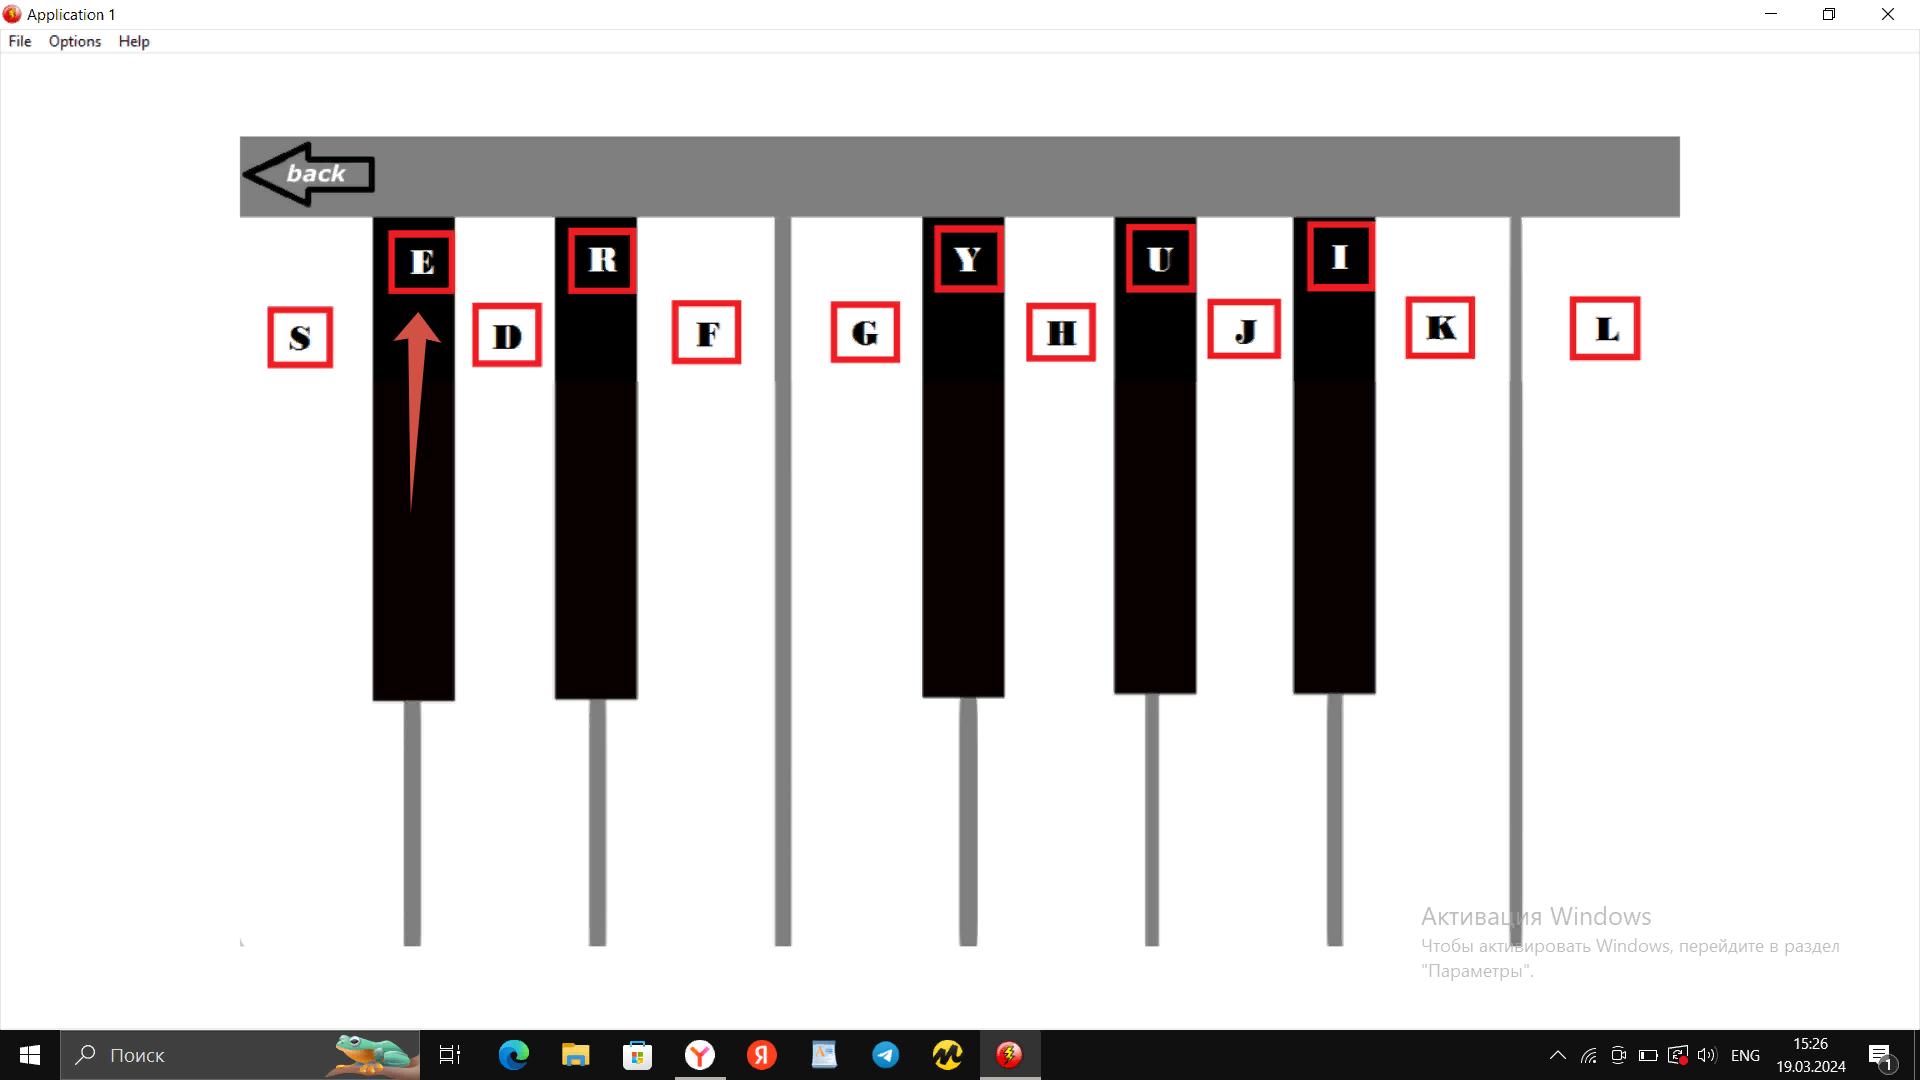 Application 1
File Options Help
back
E R Y U I
S D F G H J K L
Активация Windows
Чтобы активировать Windows, перейдите в раздел
"Параметры".
Поиск
Y Я A M ENG
15:26
19.03.2024
1